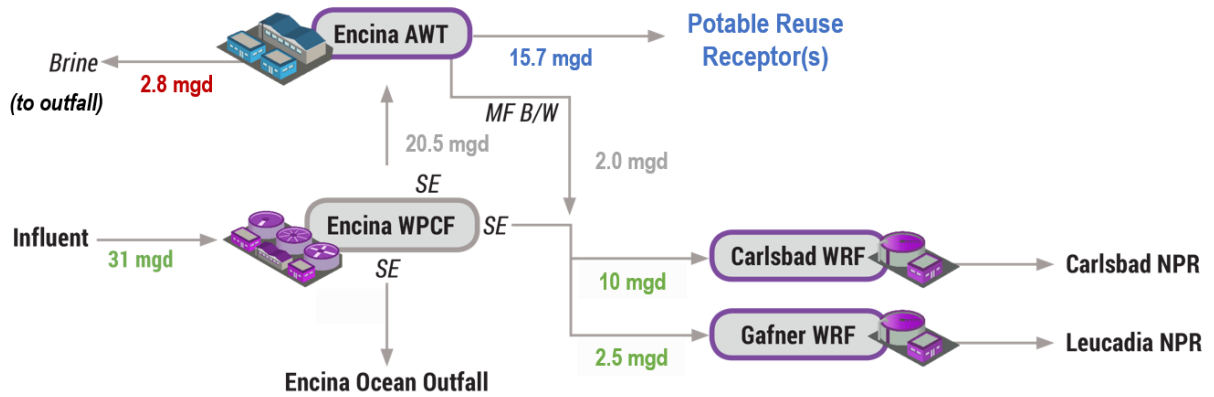 Encina AWT
Potable Reuse
Receptor(s)
15.7 mgd
Brine
(to outfall)
2.8 mgd
MF B/W
20.5 mgd
2.0 mgd
SE
Influent
31 mgd
Encina WPCF
SE
SE
Carlsbad WRF
Carlsbad NPR
10 mgd
Gafner WRF
Leucadia NPR
2.5 mgd
Encina Ocean Outfall